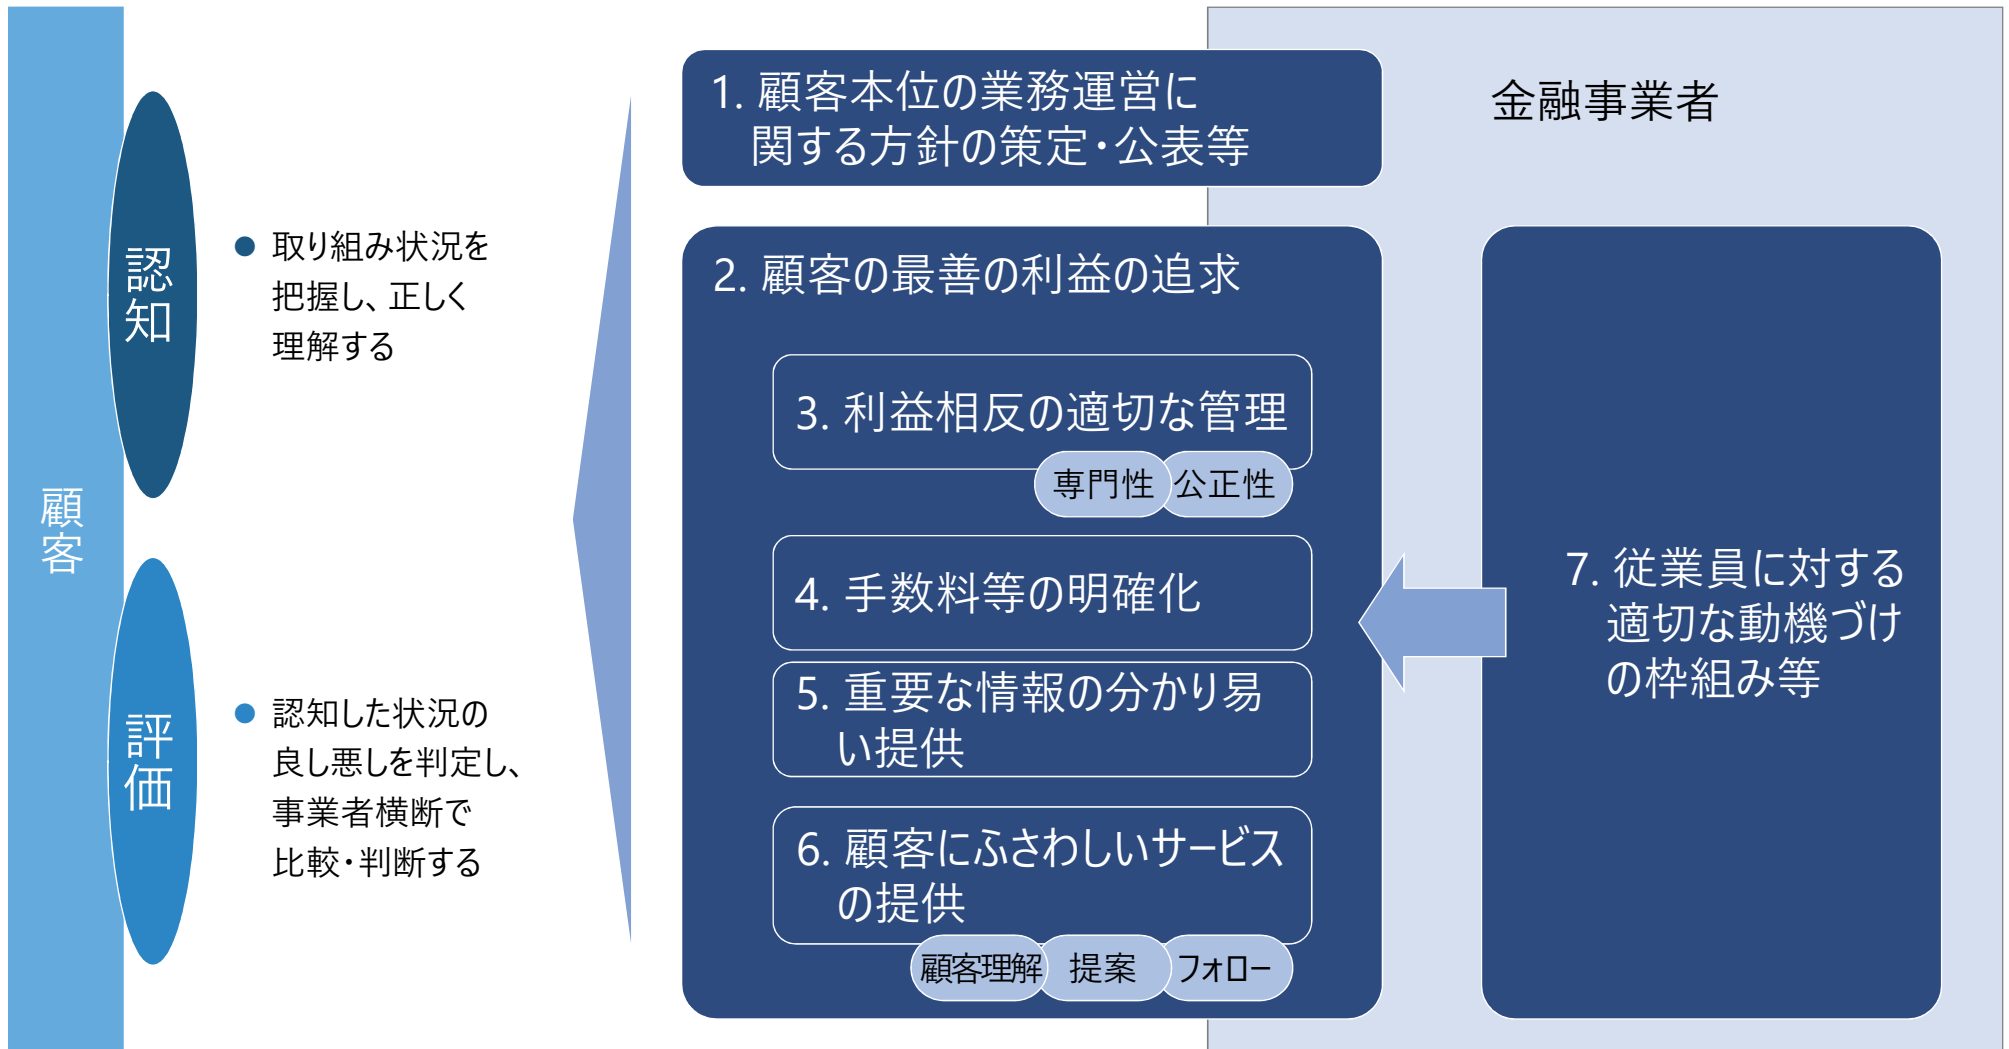 顧客
認知
取り組み状況を
把握し、正しく
理解する
評価
認知した状況の
良し悪しを判定し、
事業者横断で
比較・判断する
1. 顧客本位の業務運営に
関する方針の策定・公表等
2. 顧客の最善の利益の追求
3. 利益相反の適切な管理
専門性
公正性
4. 手数料等の明確化
5. 重要な情報の分かり易
い提供
6. 顧客にふさわしいサービス
の提供
顧客理解
提案
フォロー
金融事業者
7. 従業員に対する
適切な動機づけ
の枠組み等